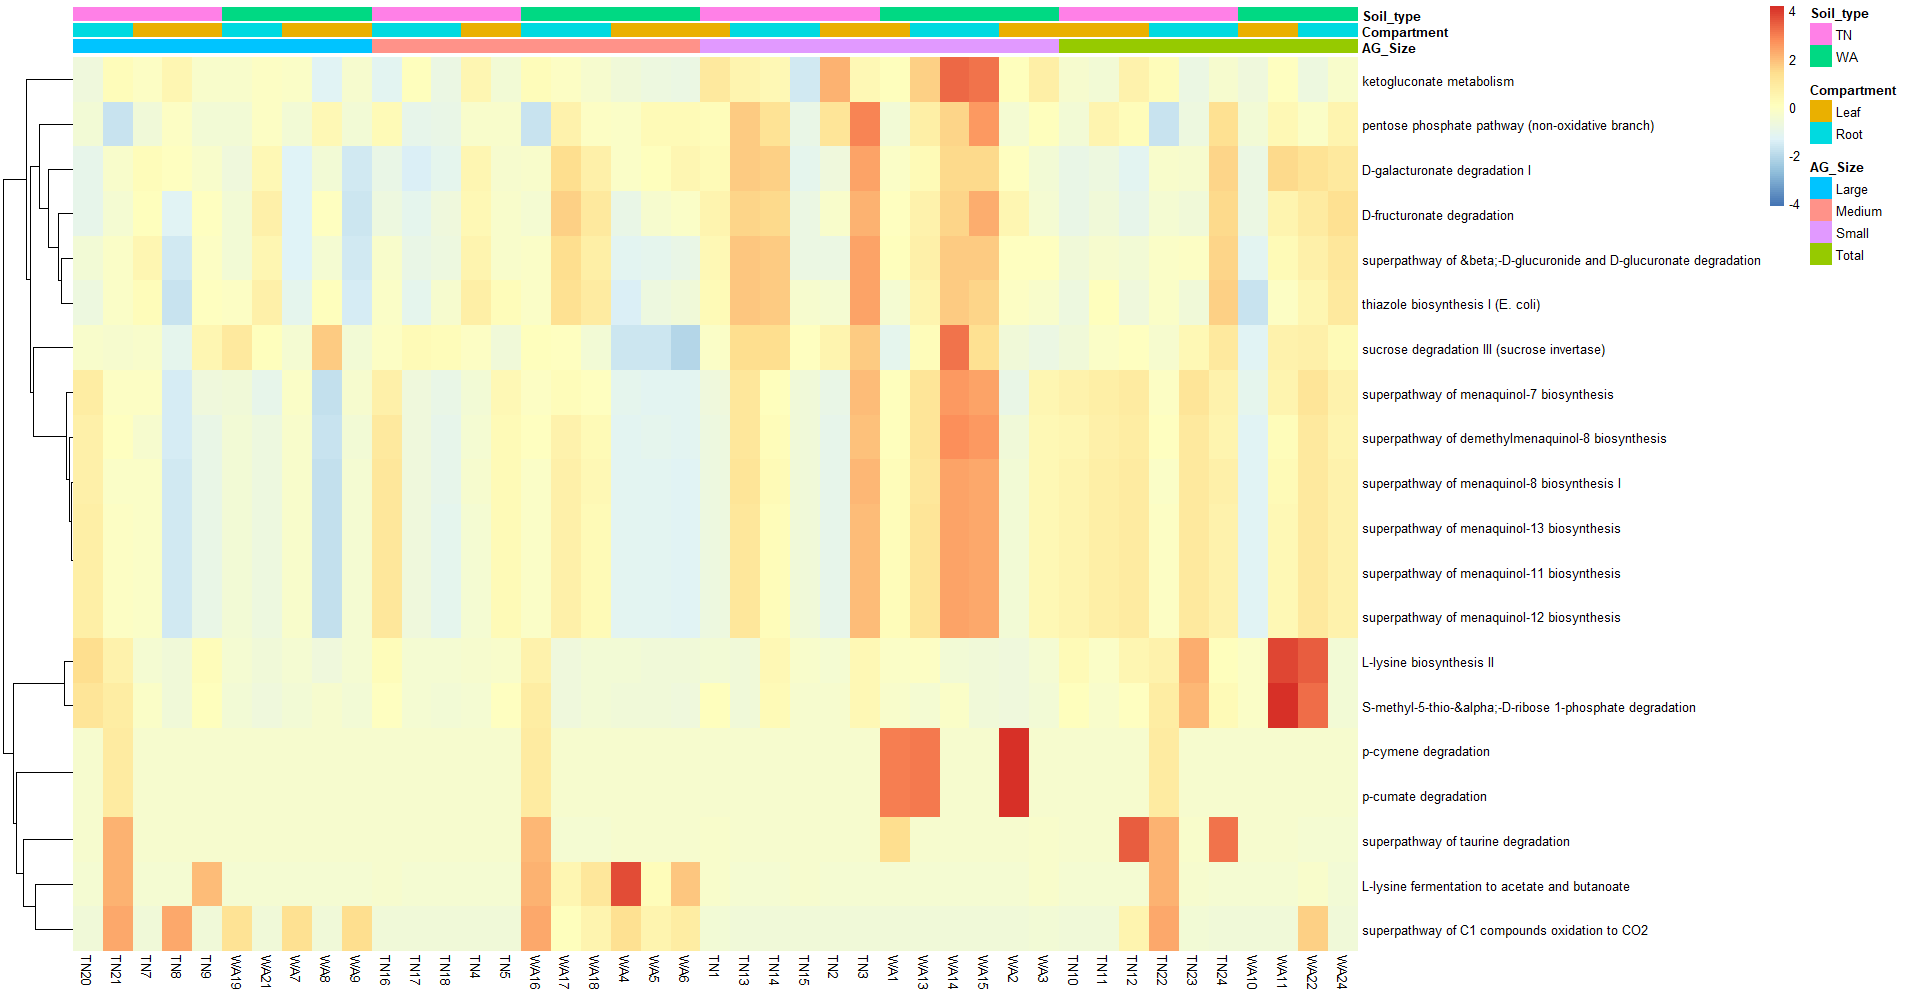 Soil_type
Compartment
AG_Size
ketogluconate metabolism
pentose phosphate pathway (non-oxidative branch)
D-galacturonate degradation I
D-fructuronate degradation
superpathway of &beta;-D-glucuronide and D-glucuronate degradation
thiazole biosynthesis I (E. coli)
sucrose degradation III (sucrose invertase)
superpathway of menaquinol-7 biosynthesis
superpathway of demethylmenaquinol-8 biosynthesis
superpathway of menaquinol-8 biosynthesis I
superpathway of menaquinol-13 biosynthesis
superpathway of menaquinol-11 biosynthesis
superpathway of menaquinol-12 biosynthesis
L-lysine biosynthesis II
S-methyl-5-thio-&alpha;-D-ribose 1-phosphate degradation
p-cymene degradation
p-cumate degradation
superpathway of taurine degradation
L-lysine fermentation to acetate and butanoate
superpathway of C1 compounds oxidation to CO2
TN20
TN21
TN7
TN8
TN9
WA19
WA21
WA7
WA8
WA9
TN16
TN17
TN18
TN4
TN5
WA16
WA17
WA18
WA4
WA5
WA6
TN1
TN13
TN14
TN15
TN2
TN3
WA1
WA13
WA14
WA15
WA2
WA3
TN10
TN11
TN12
TN22
TN23
TN24
WA10
WA11
WA22
WA24
4
2
0
-2
-4
Soil_type
TN
WA
Compartment
Leaf
Root
AG_Size
Large
Medium
Small
Total